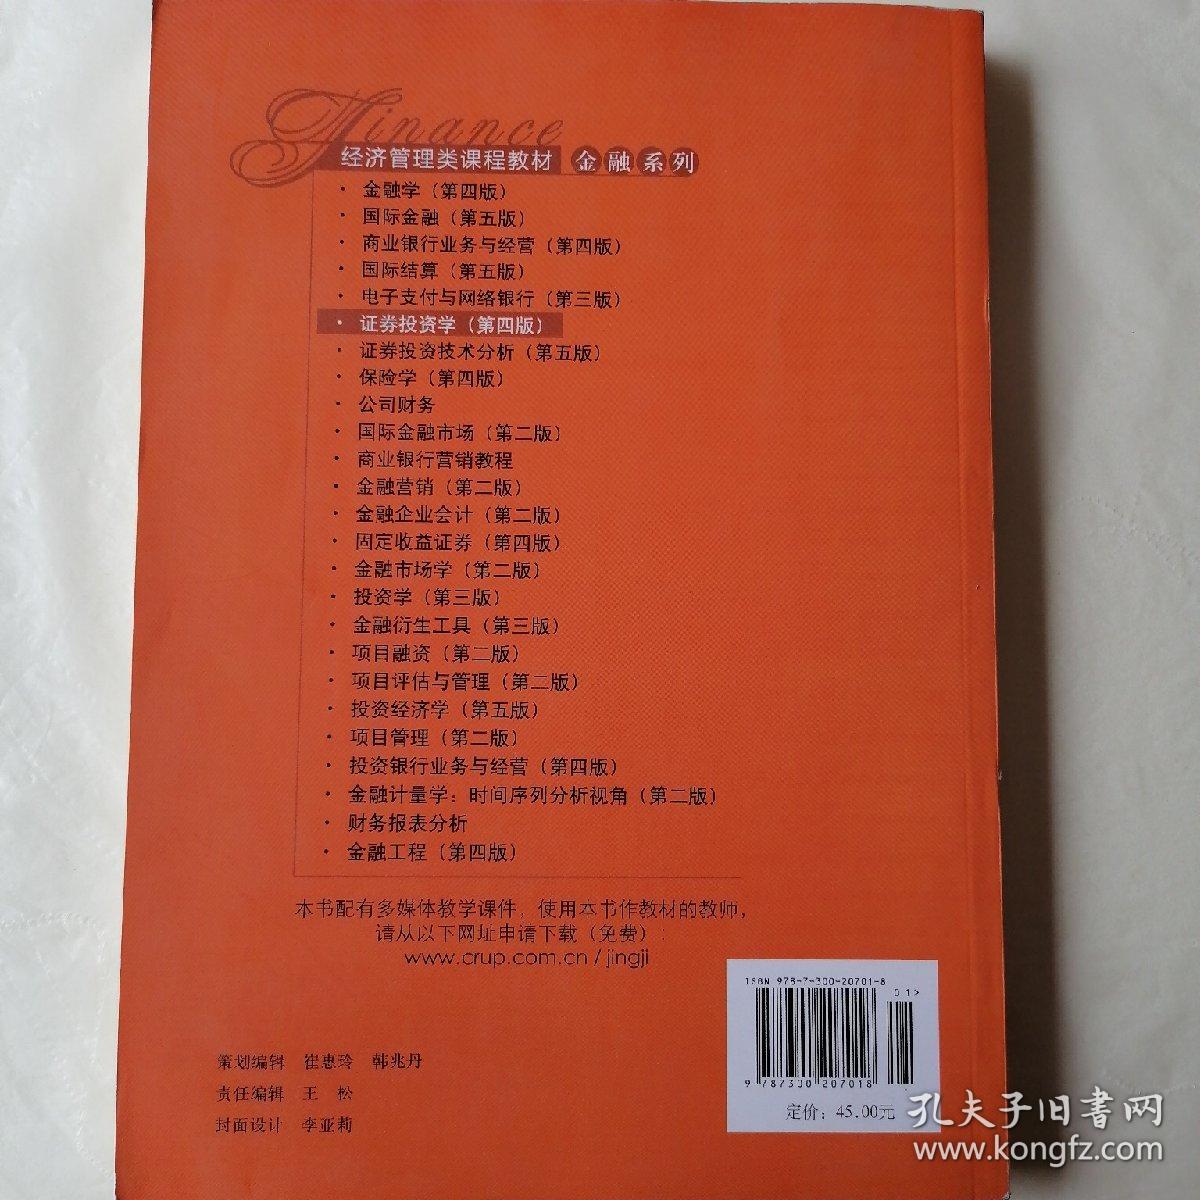 Finance
经济管理类课程教材 金融系列
· 金融学（第四版）
· 国际金融（第五版）
· 商业银行业务与经营（第四版）
· 国际结算（第五版）
· 电子支付与网络银行（第三版）
· 证券投资学（第四版）
· 证券投资技术分析（第五版）
· 保险学（第四版）
· 公司财务
· 国际金融市场（第二版）
· 商业银行营销教程
· 金融营销（第二版）
· 金融企业会计（第二版）
· 固定收益证券（第四版）
· 金融市场学（第二版）
· 投资学（第三版）
· 金融衍生工具（第三版）
· 项目融资（第二版）
· 项目评估与管理（第二版）
· 投资经济学（第五版）
· 项目管理（第二版）
· 投资银行业务与经营（第四版）
· 金融计量学：时间序列分析视角（第二版）
· 财务报表分析
· 金融工程（第四版）
本书配有多媒体教学课件，使用本书作教材的教师，
请从以下网址申请下载（免费）：
www.crup.com.cn/jingji
ISBN 978-7-300-20701-8
01>
9 787300 207018
定价：45.00元
策划编辑 崔惠玲 韩兆丹
责任编辑 王 松
封面设计 李亚莉
孔夫子旧书网
www.kongfz.com